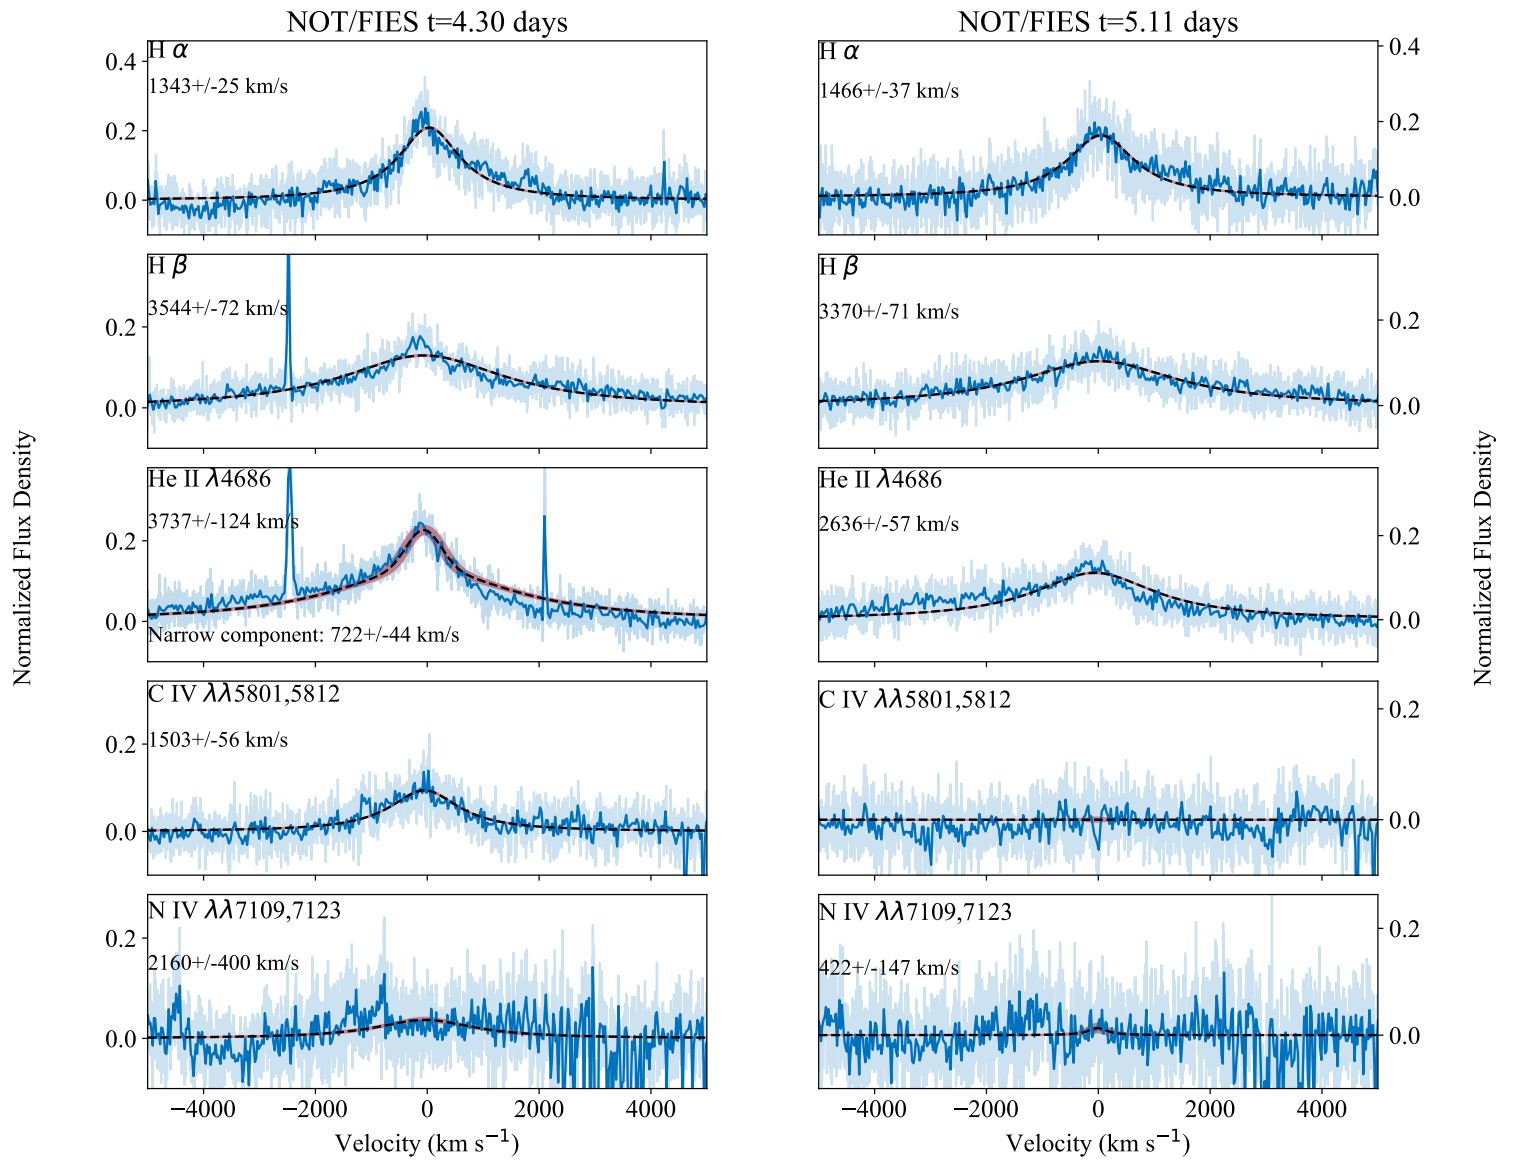 NOT/FIES t=4.30 days
NOT/FIES t=5.11 days
H α
1343+/-25 km/s
0.4
0.2
0.0
H α
1466+/-37 km/s
0.4
0.2
0.0
H β
3544+/-72 km/s
0.2
0.0
H β
3370+/-71 km/s
0.2
0.0
He II λ4686
3737+/-124 km/s
0.2
0.0
Narrow component: 722+/-44 km/s
He II λ4686
2636+/-57 km/s
0.2
0.0
C IV λλ5801,5812
1503+/-56 km/s
0.2
0.0
C IV λλ5801,5812
0.2
0.0
N IV λλ7109,7123
2160+/-400 km/s
0.2
0.0
N IV λλ7109,7123
422+/-147 km/s
0.2
0.0
−4000 −2000 0 2000 4000
−4000 −2000 0 2000 4000
Velocity (km s⁻¹)
Velocity (km s⁻¹)
Normalized Flux Density
Normalized Flux Density